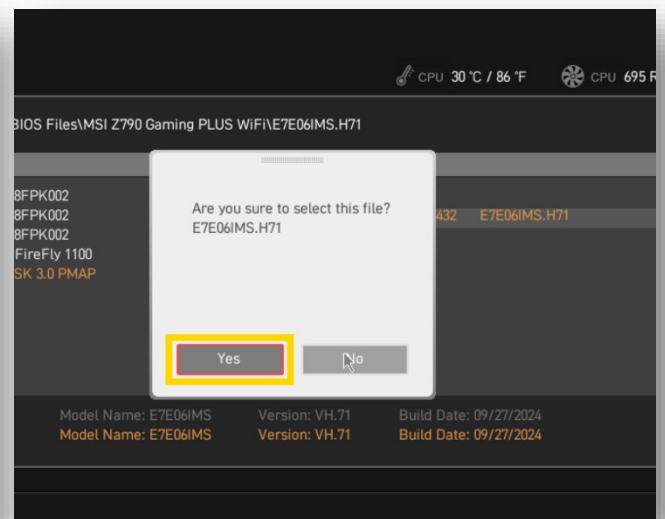 CPU 30 °C / 86 °F CPU 695 R
BIOS Files\MSI Z790 Gaming PLUS WiFi\E7E06IMS.H71
8FPK002
8FPK002
8FPK002
FireFly 1100
SK 3.0 PMAP
432 E7E06IMS.H71
Are you sure to select this file?
E7E06IMS.H71
Yes No
Model Name: E7E06IMS Version: VH.71 Build Date: 09/27/2024
Model Name: E7E06IMS Version: VH.71 Build Date: 09/27/2024